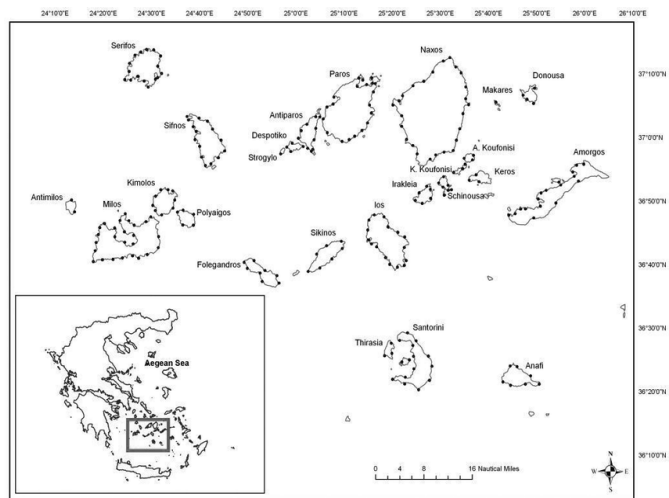 24°10'0"E 24°20'0"E 24°30'0"E 24°40'0"E 24°50'0"E 25°0'0"E 25°10'0"E 25°20'0"E 25°30'0"E 25°40'0"E 25°50'0"E 26°0'0"E 26°10'0"E
Serifos
Naxos
Paros
Donousa
Makares
37°10'0"N
Sifnos
Antiparos
Despotiko
Strogylo
37°0'0"N
A. Koufonisi
Amorgos
K. Koufonisi
Keros
Kimolos
Irakleia
Schinousa
Antimilos
Milos
Polyaigos
36°50'0"N
Ios
Sikinos
Folegandros
36°40'0"N
36°30'0"N
Santorini
Thirasia
Aegean Sea
Anafi
36°20'0"N
36°10'0"N
0 4 8 16 Nautical Miles
N
W E
S